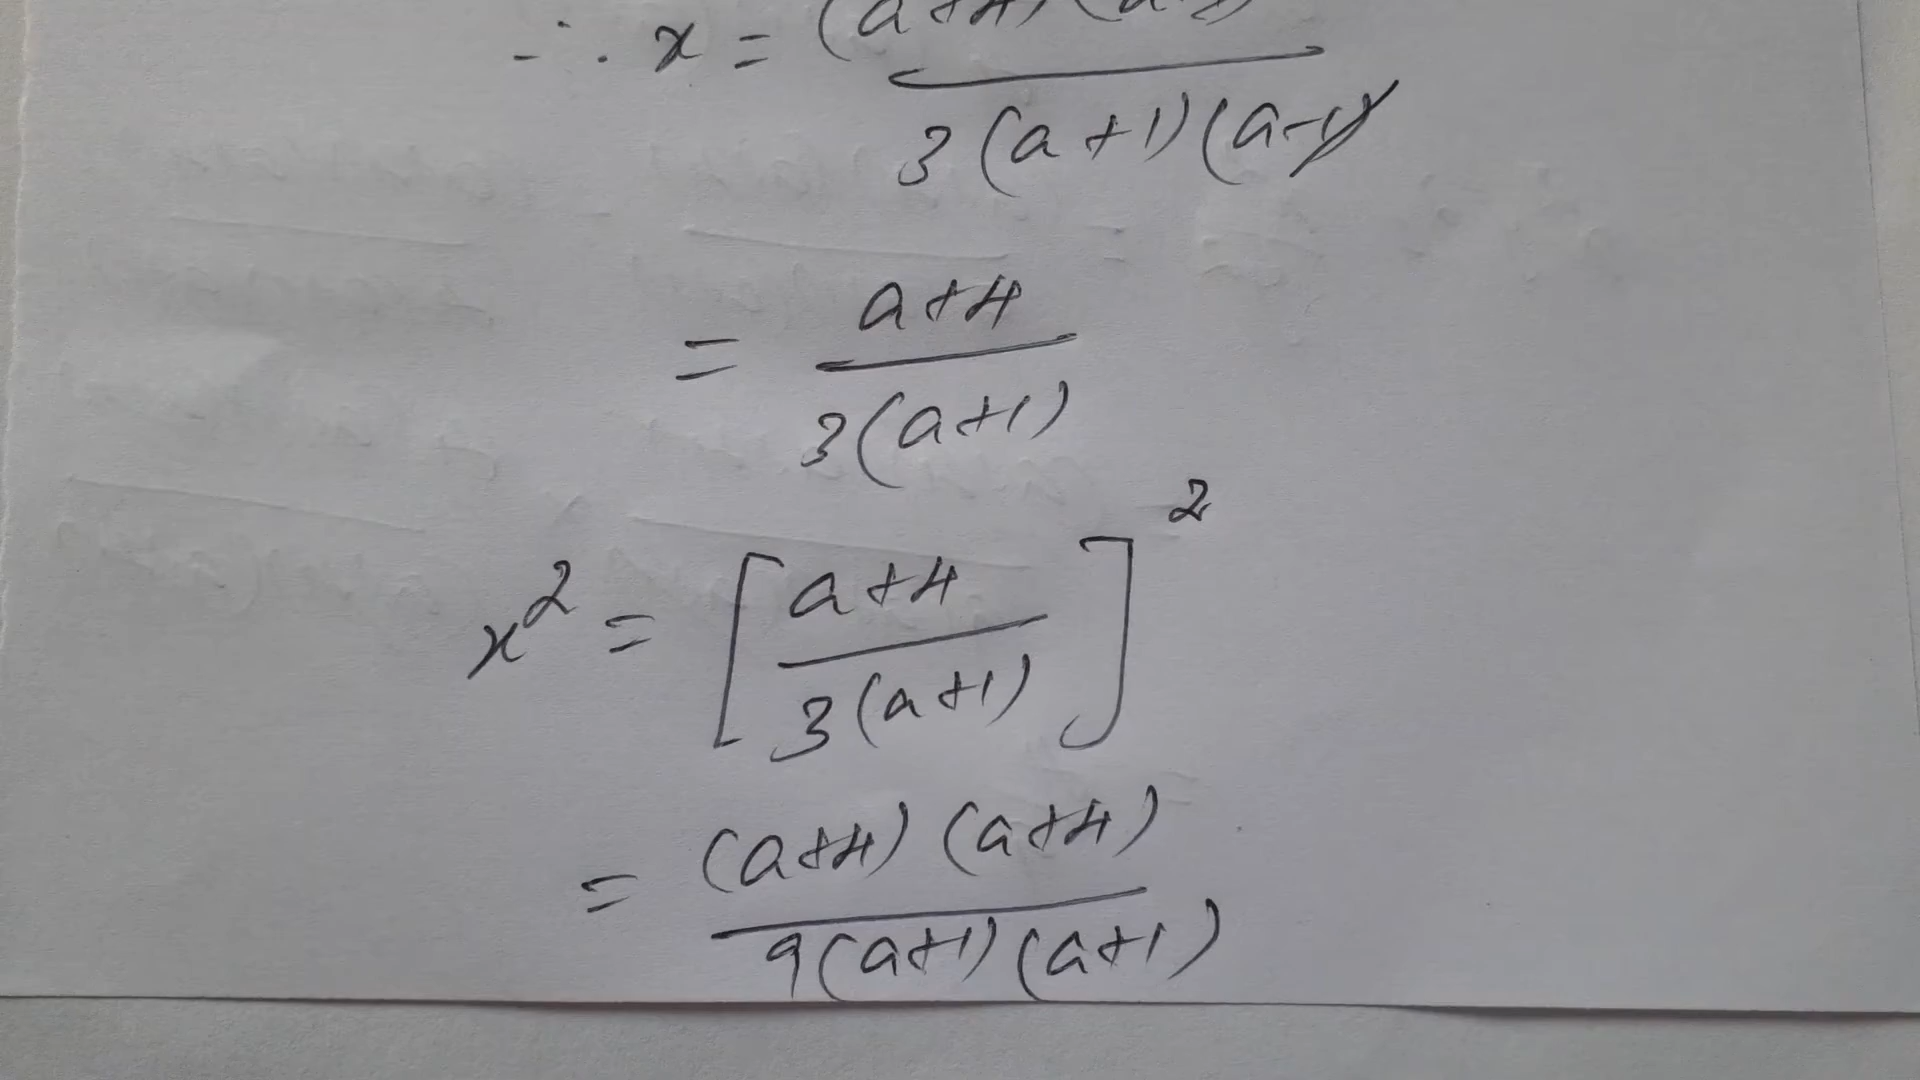 ∴ x = (a+4)(a-1)
3(a+1)(a-1)
= a+4
3(a+1)
x² = [a+4
3(a+1)]²
= (a+4)(a+4)
9(a+1)(a+1)